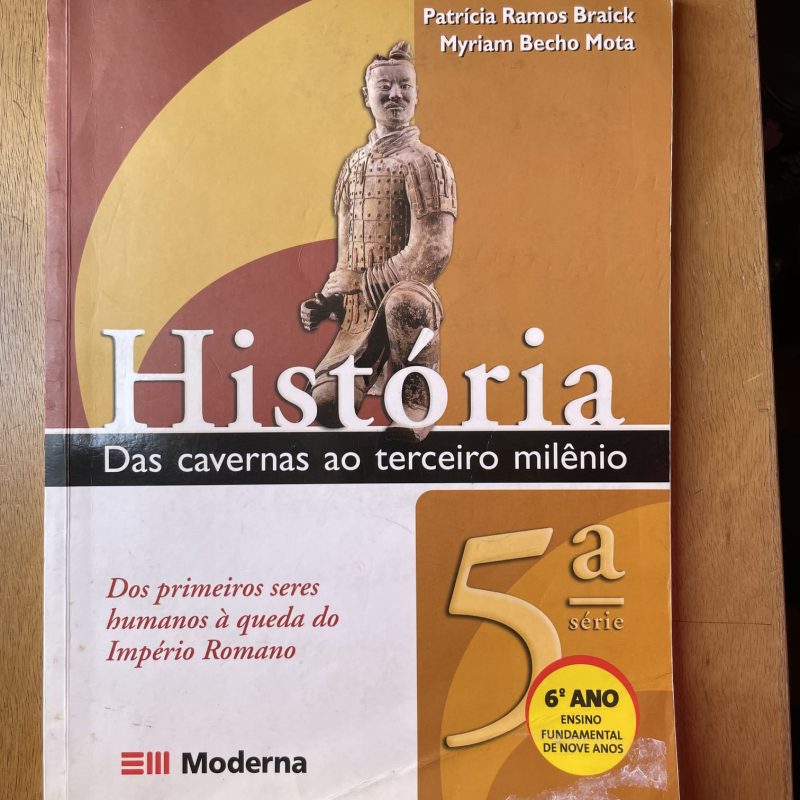 Patrícia Ramos Braick
Myriam Becho Mota
História
Das cavernas ao terceiro milênio
Dos primeiros seres
humanos à queda do
Império Romano
5ª
série
6º ANO
ENSINO
FUNDAMENTAL
DE NOVE ANOS
Moderna